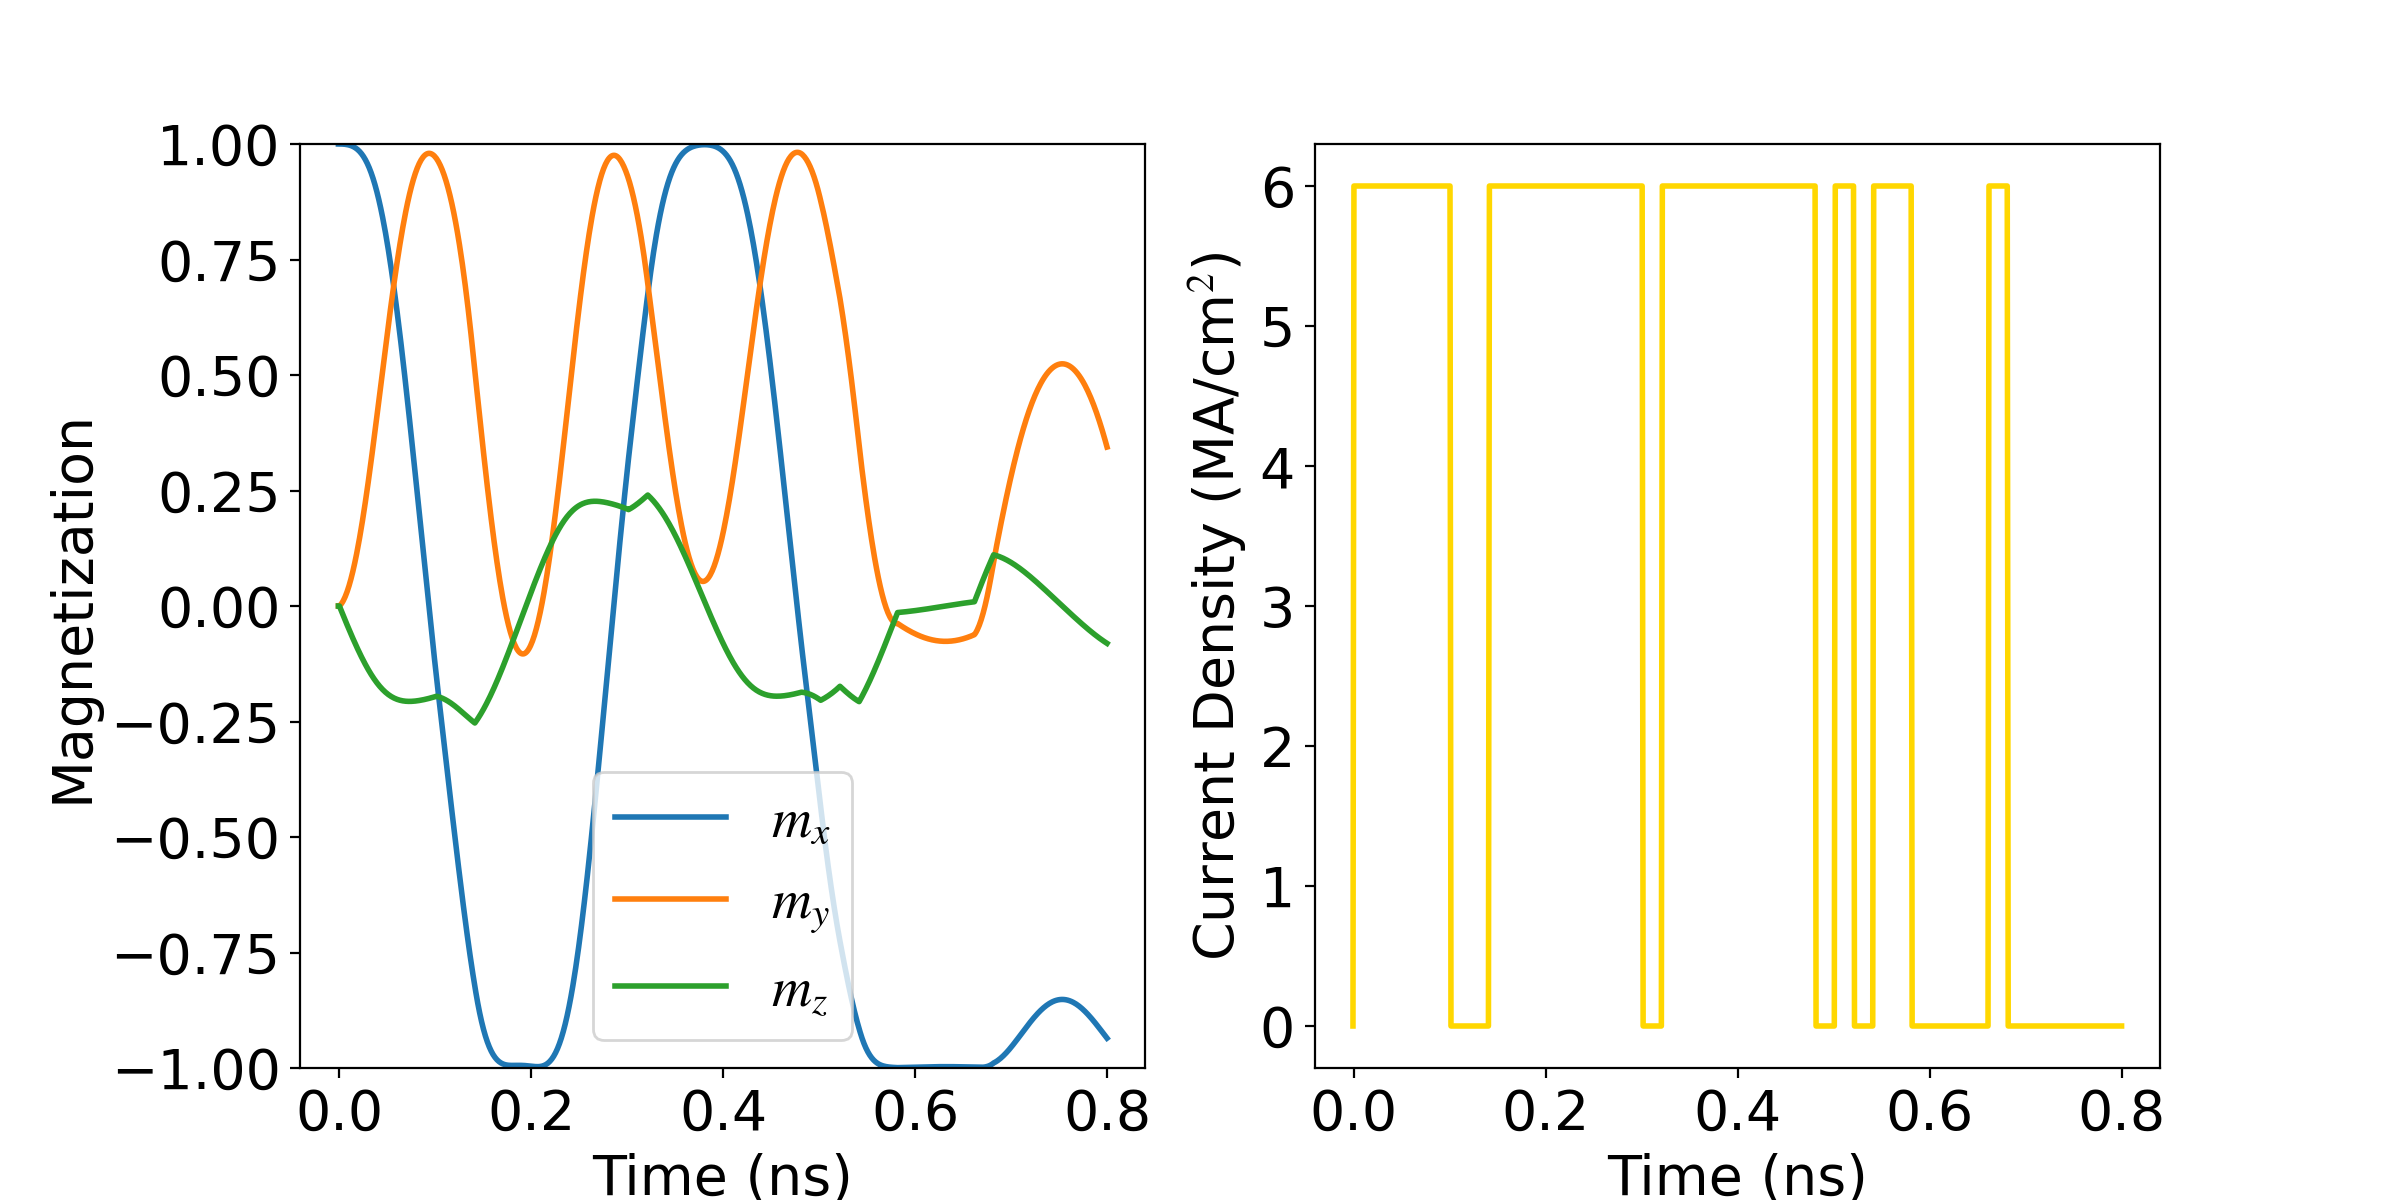 Magnetization
1.00
0.75
0.50
0.25
0.00
−0.25
−0.50
−0.75
−1.00
0.0 0.2 0.4 0.6 0.8
Time (ns)
m_x
m_y
m_z
Current Density (MA/cm²)
6
5
4
3
2
1
0
0.0 0.2 0.4 0.6 0.8
Time (ns)